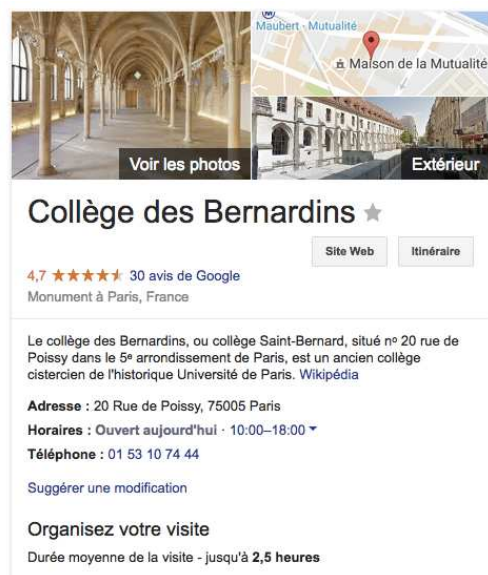 Maubert - Mutualité
Maison de la Mutualité
Voir les photos
Extérieur
Collège des Bernardins
Site Web
Itinéraire
4,7 30 avis de Google
Monument à Paris, France
Le collège des Bernardins, ou collège Saint-Bernard, situé nº 20 rue de
Poissy dans le 5e arrondissement de Paris, est un ancien collège
cistercien de l'historique Université de Paris. Wikipédia
Adresse : 20 Rue de Poissy, 75005 Paris
Horaires : Ouvert aujourd'hui · 10:00–18:00
Téléphone : 01 53 10 74 44
Suggérer une modification
Organisez votre visite
Durée moyenne de la visite - jusqu'à 2,5 heures